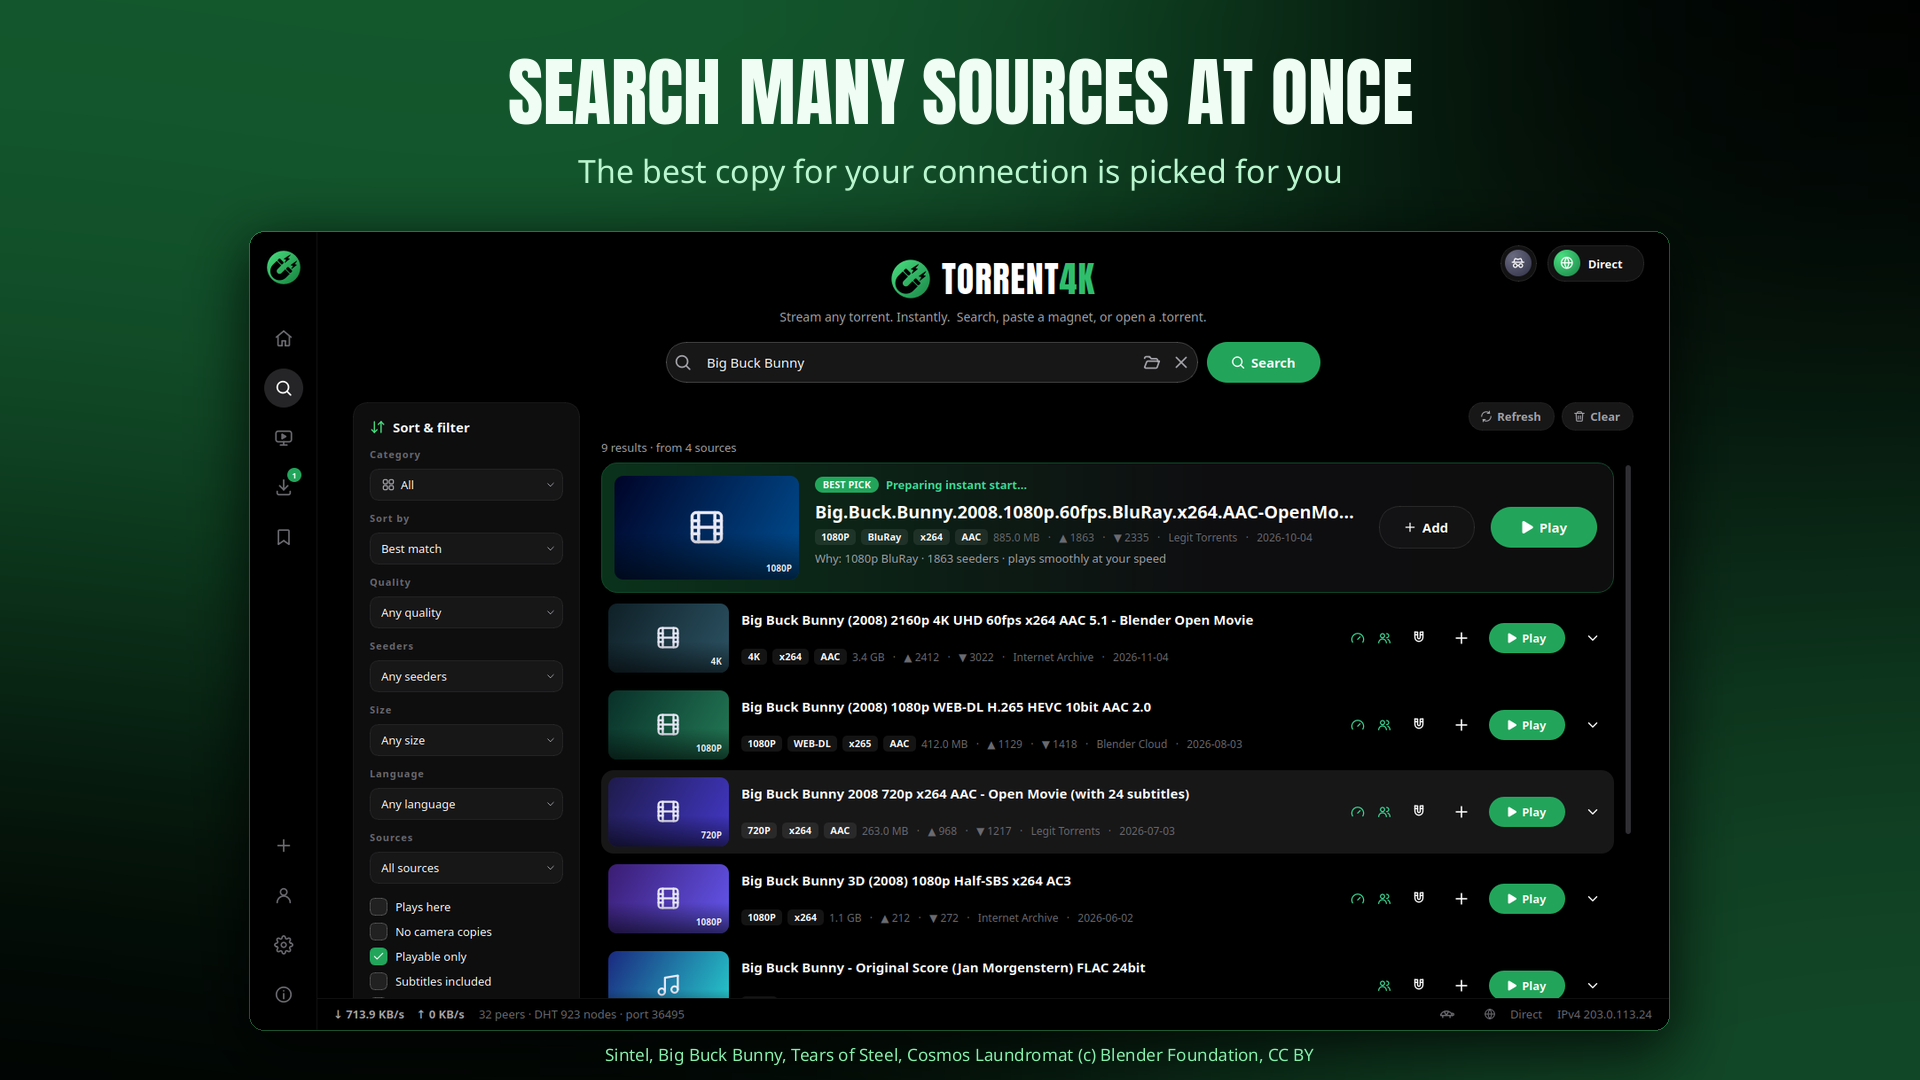 SEARCH MANY SOURCES AT ONCE
The best copy for your connection is picked for you
TORRENT4K
Direct
Stream any torrent. Instantly. Search, paste a magnet, or open a .torrent.
Big Buck Bunny
Search
Refresh
Clear
Sort & filter
Category
All
Sort by
Best match
Quality
Any quality
Seeders
Any seeders
Size
Any size
Language
Any language
Sources
All sources
Plays here
No camera copies
Playable only
Subtitles included
1
9 results · from 4 sources
BEST PICK Preparing instant start...
Big.Buck.Bunny.2008.1080p.60fps.BluRay.x264.AAC-OpenMo...
1080P BluRay x264 AAC 885.0 MB · ▲ 1863 · ▼ 2335 · Legit Torrents · 2026-10-04
Why: 1080p BluRay · 1863 seeders · plays smoothly at your speed
1080P
+ Add
Play
Big Buck Bunny (2008) 2160p 4K UHD 60fps x264 AAC 5.1 - Blender Open Movie
4K
4K x264 AAC 3.4 GB · ▲ 2412 · ▼ 3022 · Internet Archive · 2026-11-04
Play
Big Buck Bunny (2008) 1080p WEB-DL H.265 HEVC 10bit AAC 2.0
1080P
1080P WEB-DL x265 AAC 412.0 MB · ▲ 1129 · ▼ 1418 · Blender Cloud · 2026-08-03
Play
Big Buck Bunny 2008 720p x264 AAC - Open Movie (with 24 subtitles)
720P
720P x264 AAC 263.0 MB · ▲ 968 · ▼ 1217 · Legit Torrents · 2026-07-03
Play
Big Buck Bunny 3D (2008) 1080p Half-SBS x264 AC3
1080P
1080P x264 1.1 GB · ▲ 212 · ▼ 272 · Internet Archive · 2026-06-02
Play
Big Buck Bunny - Original Score (Jan Morgenstern) FLAC 24bit
Play
↓ 713.9 KB/s ↑ 0 KB/s 32 peers · DHT 923 nodes · port 36495
Direct IPv4 203.0.113.24
Sintel, Big Buck Bunny, Tears of Steel, Cosmos Laundromat (c) Blender Foundation, CC BY